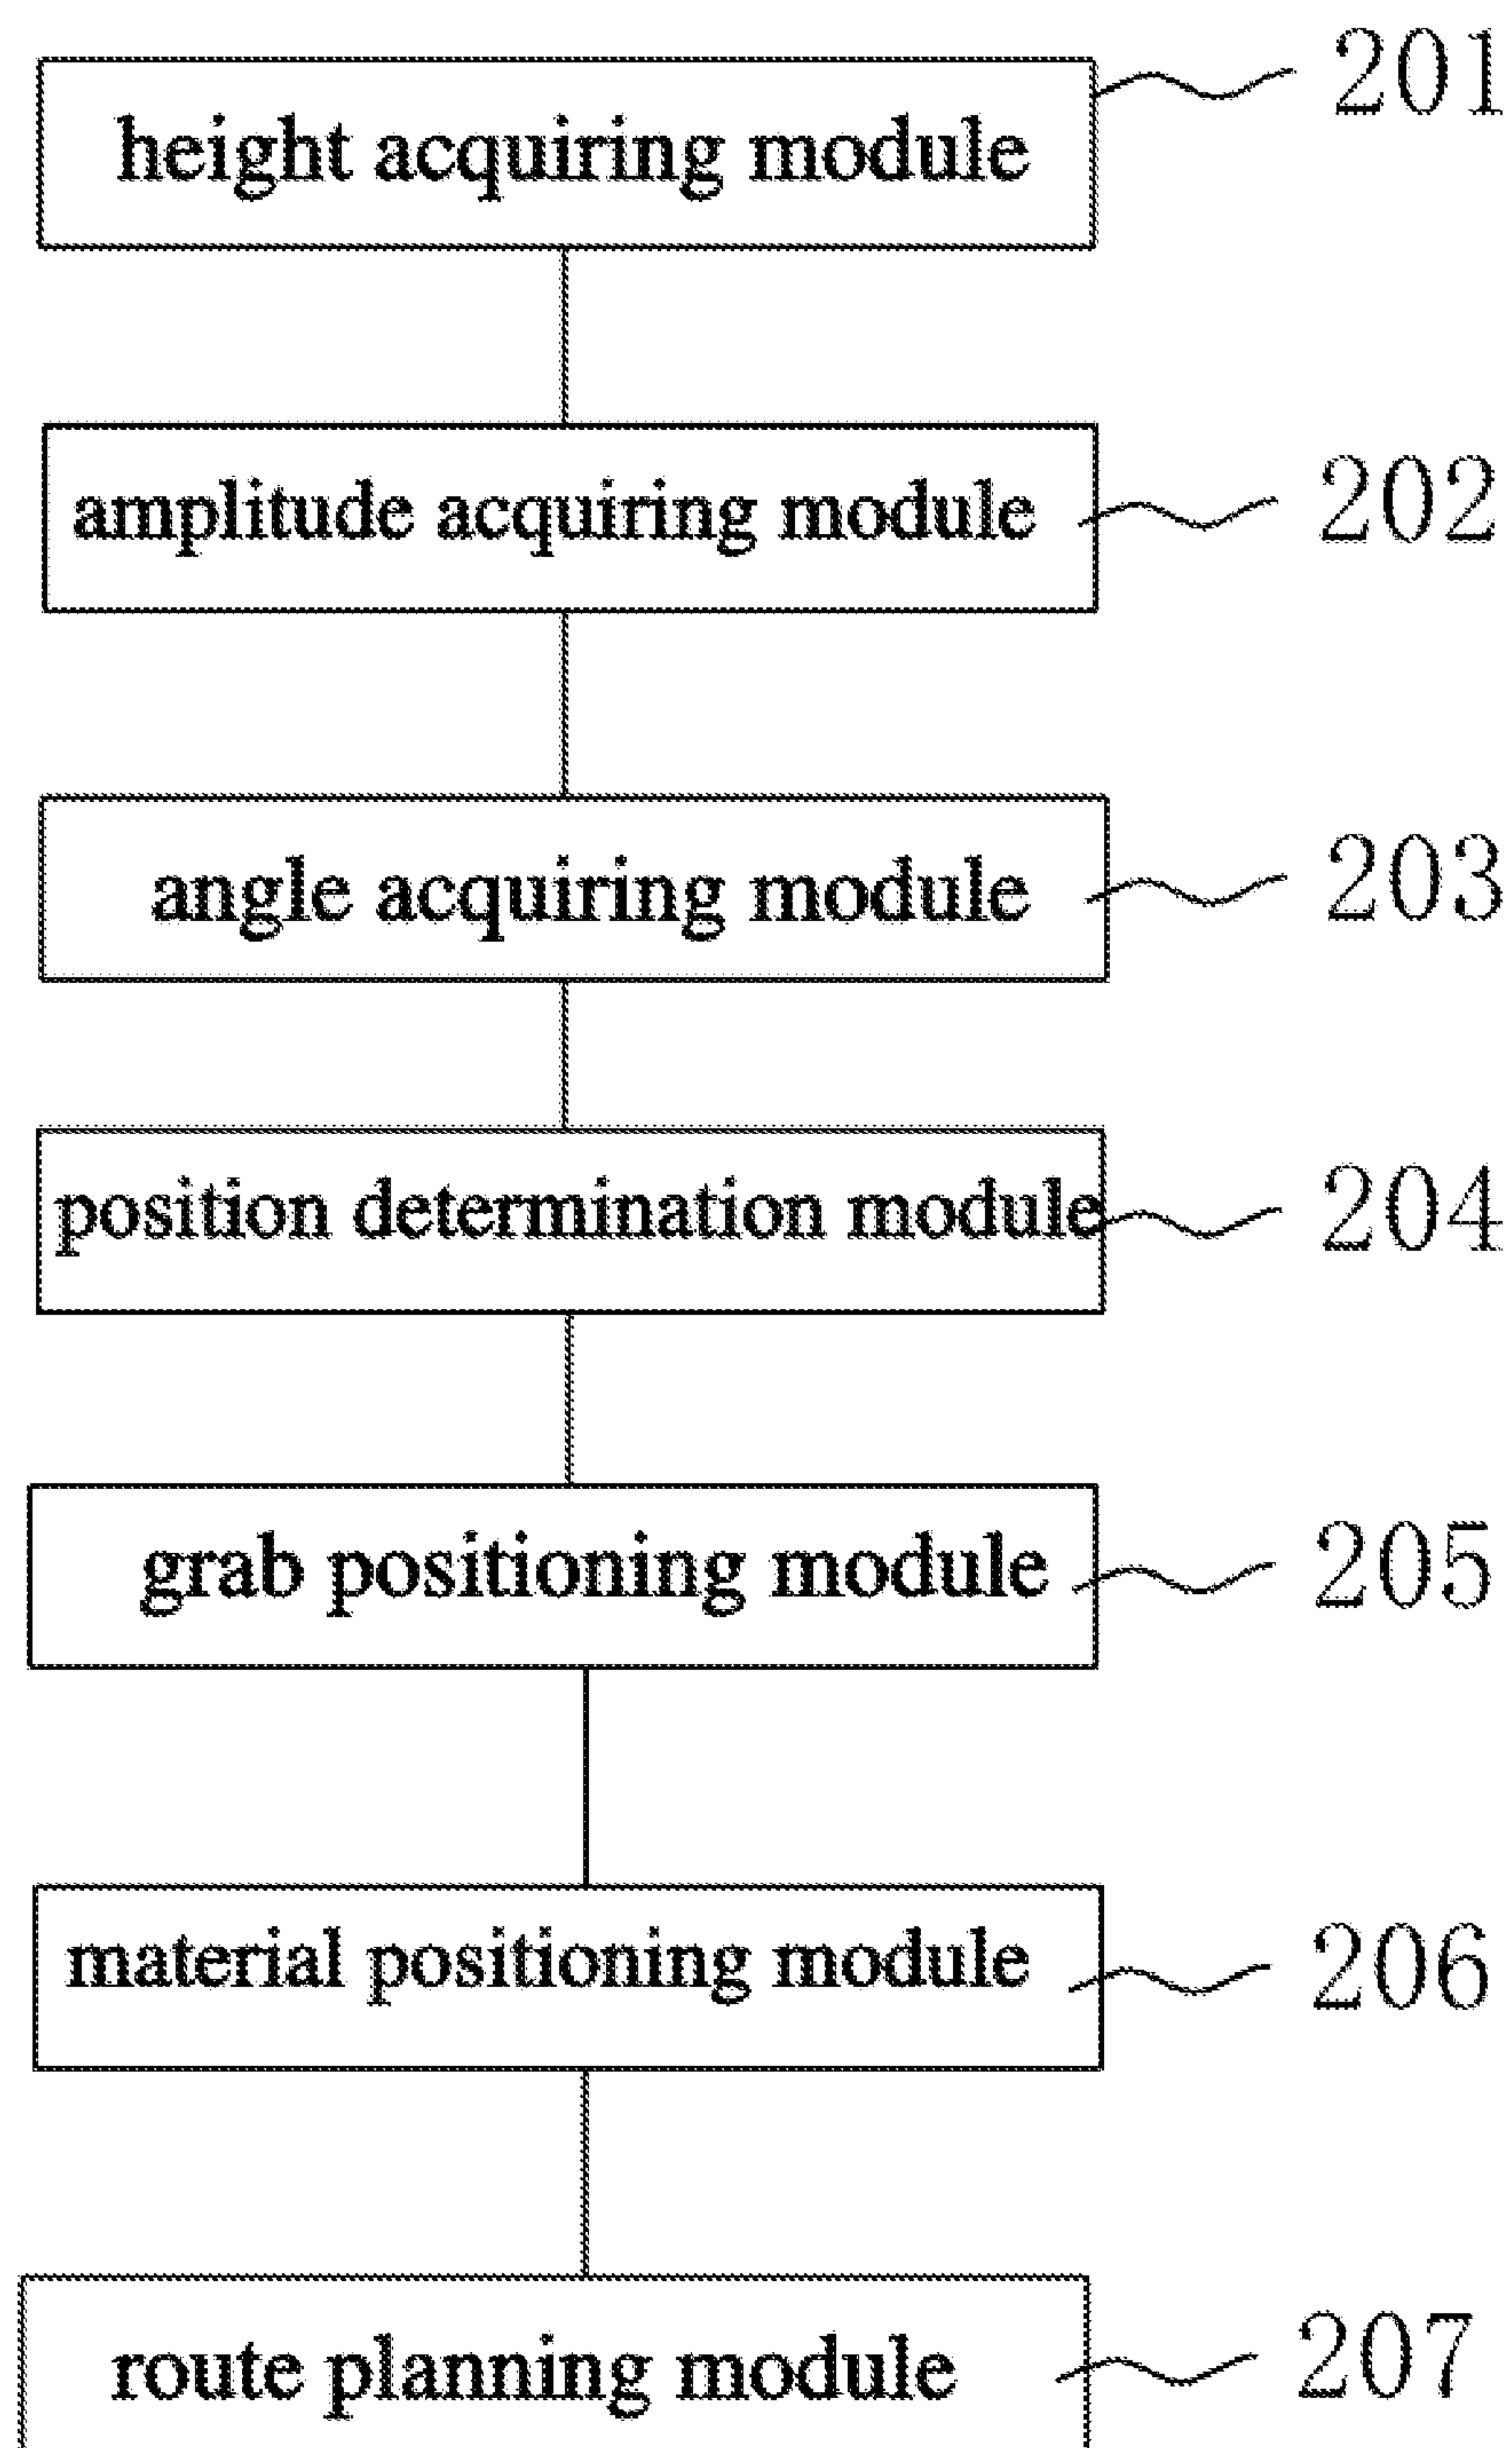 height acquiring module 201
amplitude acquiring module 202
angle acquiring module 203
position determination module 204
grab positioning module 205
material positioning module 206
route planning module 207